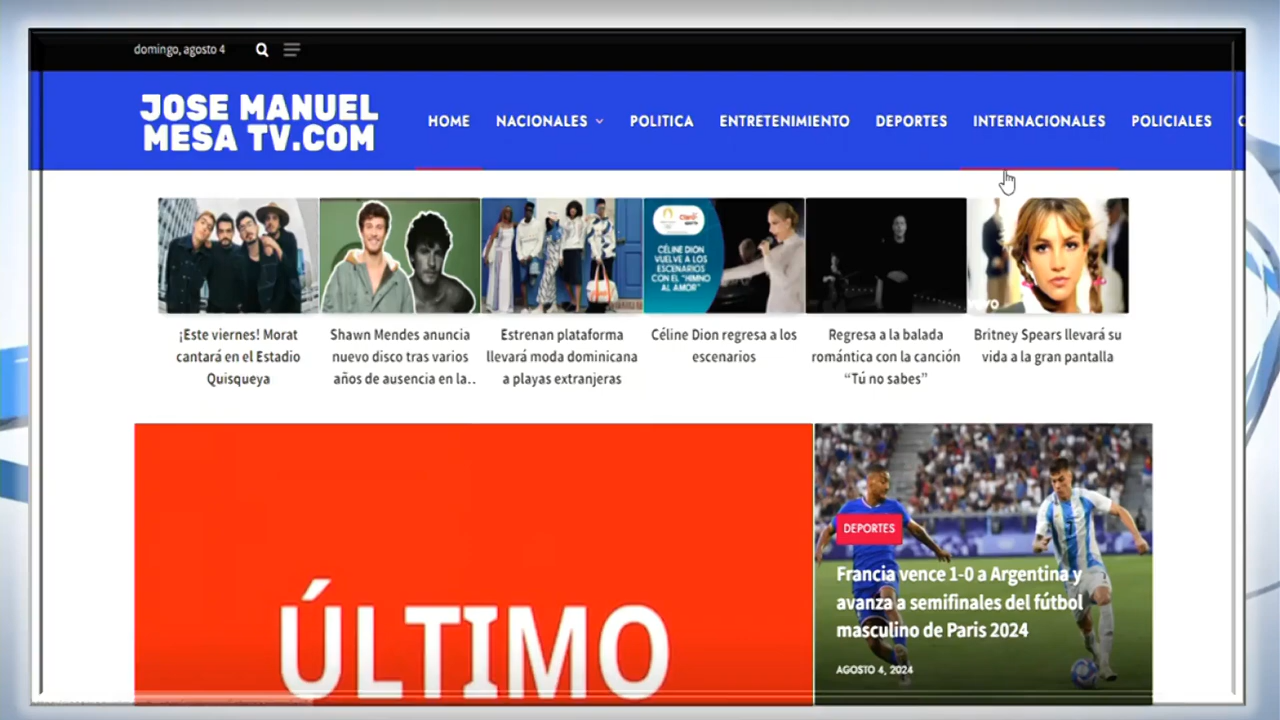 domingo, agosto 4
JOSE MANUEL
MESA TV.COM
HOME NACIONALES POLITICA ENTRETENIMIENTO DEPORTES INTERNACIONALES POLICIALES
CÉLINE DION
VUELVE A LOS
ESCENARIOS
CON EL "HIMNO
AL AMOR"
¡Este viernes! Morat
cantará en el Estadio
Quisqueya
Shawn Mendes anuncia
nuevo disco tras varios
años de ausencia en la..
Estrenan plataforma
llevará moda dominicana
a playas extranjeras
Céline Dion regresa a los
escenarios
Regresa a la balada
romántica con la canción
“Tú no sabes”
Britney Spears llevará su
vida a la gran pantalla
ÚLTIMO
DEPORTES
Francia vence 1-0 a Argentina y
avanza a semifinales del fútbol
masculino de Paris 2024
AGOSTO 4, 2024